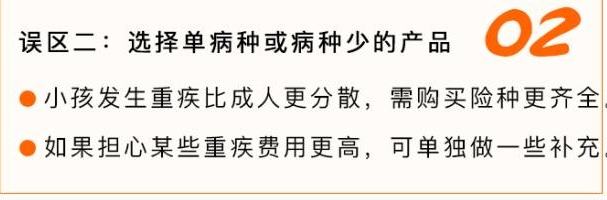 误区二：选择单病种或病种少的产品
02
小孩发生重疾比成人更分散，需购买险种更齐全。
如果担心某些重疾费用更高，可单独做一些补充。